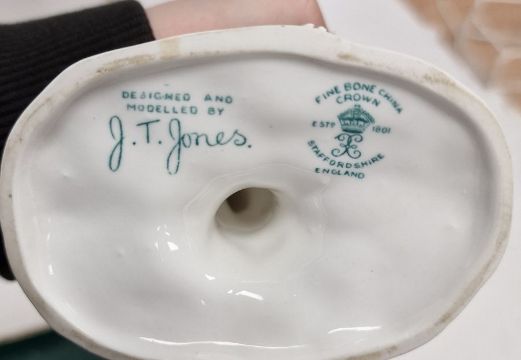 DESIGNED AND
MODELLED BY
J.T. Jones.
FINE BONE CHINA
CROWN
ESTD 1801
STAFFORDSHIRE
ENGLAND